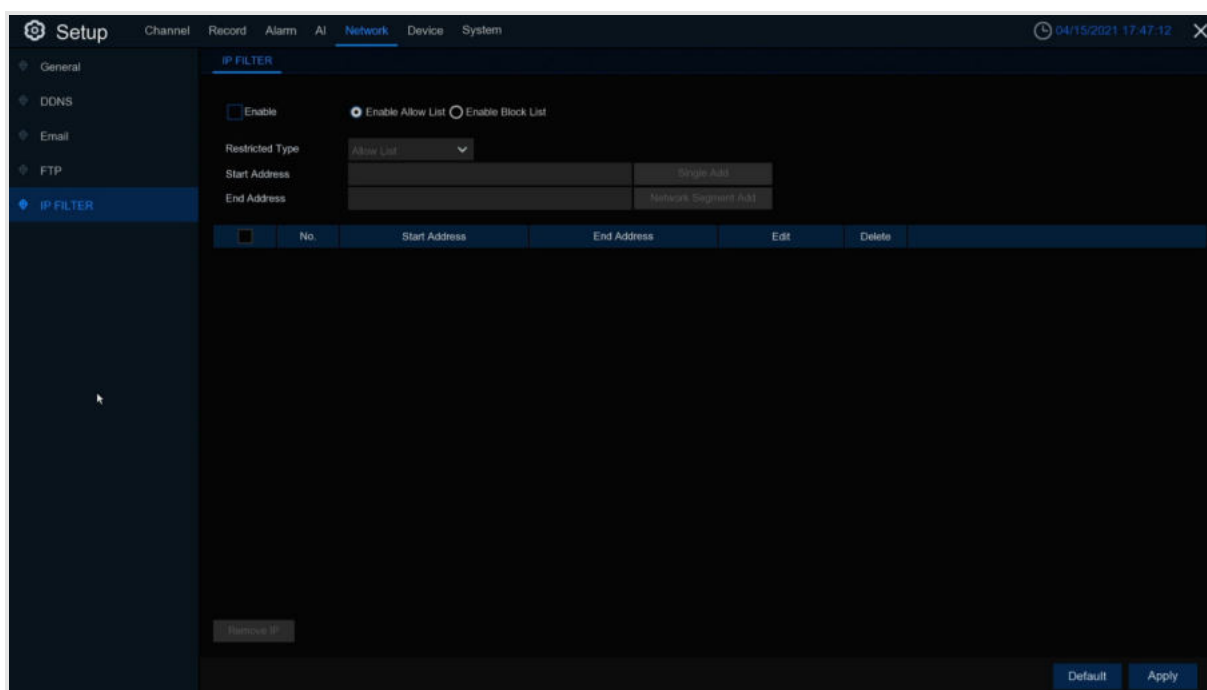 Setup Channel Record Alarm AI Network Device System 04/15/2021 17:47:12
General
DDNS
Email
FTP
IP FILTER
IP FILTER
Enable Enable Allow List Enable Block List
Restricted Type Allow List
Start Address Single Add
End Address Network Segment Add
No. Start Address End Address Edit Delete
Remove IP
Default Apply